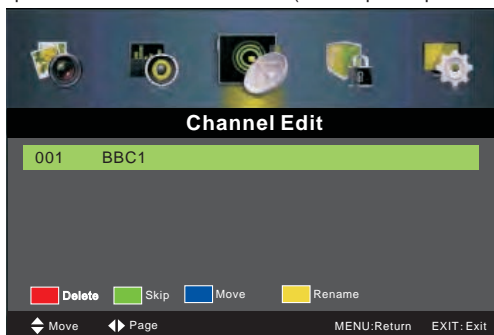 Channel Edit
001 BBC1
Delete Skip Move Rename
Move Page MENU:Return EXIT:Exit